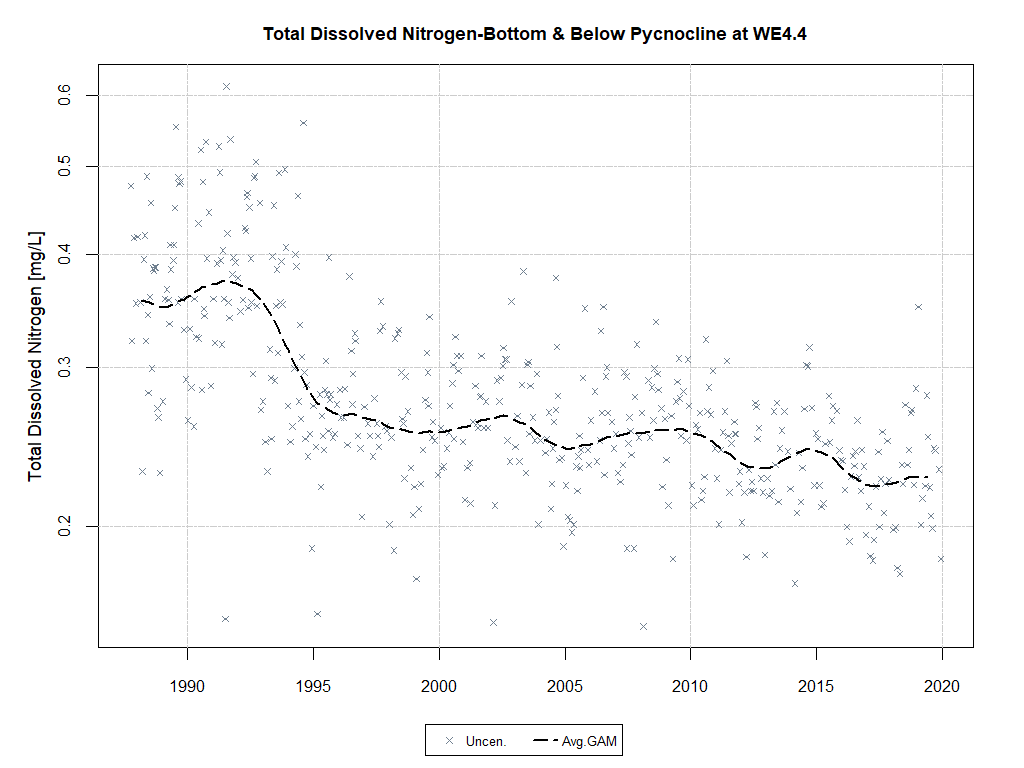 Total Dissolved Nitrogen-Bottom & Below Pycnocline at WE4.4
Total Dissolved Nitrogen [mg/L]
0.6
0.5
0.4
0.3
0.2
1990 1995 2000 2005 2010 2015 2020
Uncen. Avg.GAM